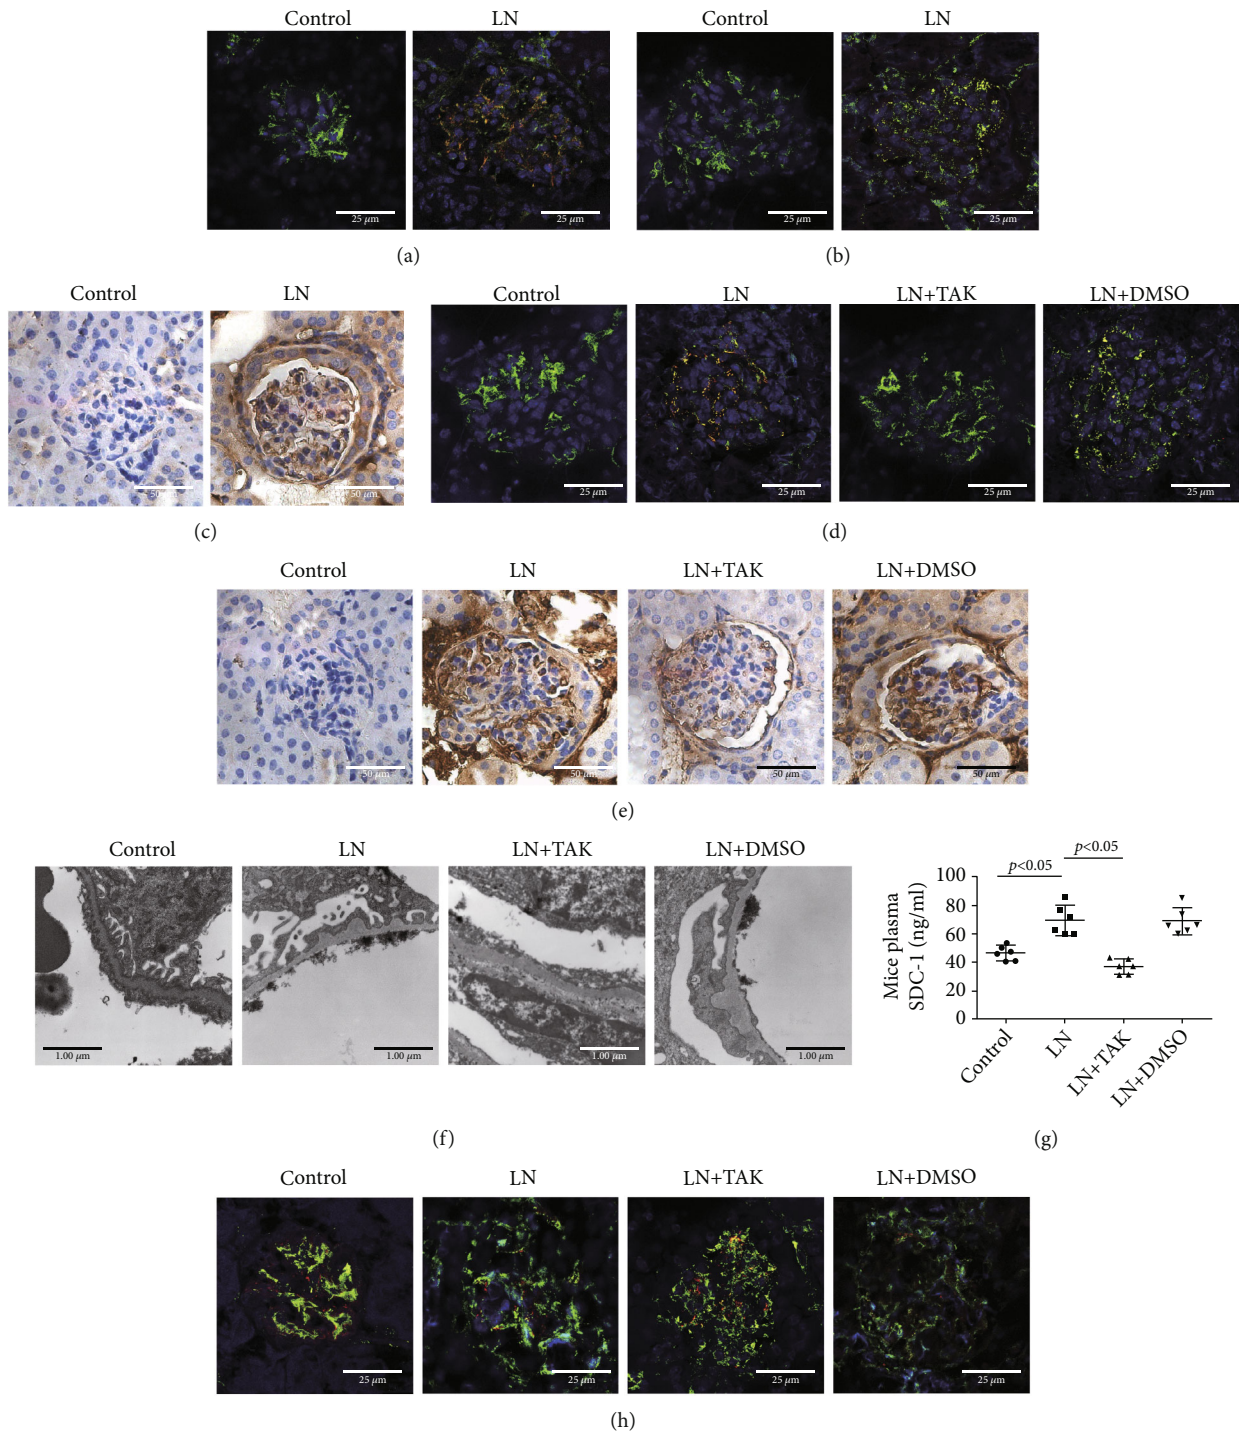 Control LN Control LN
25 μm 25 μm 25 μm 25 μm
(a) (b)
Control LN Control LN LN+TAK LN+DMSO
50 μm 50 μm 25 μm 25 μm 25 μm 25 μm
(c) (d)
Control LN LN+TAK LN+DMSO
50 μm 50 μm 50 μm 50 μm
(e)
Control LN LN+TAK LN+DMSO
1.00 μm 1.00 μm 1.00 μm 1.00 μm
(f)
p<0.05
p<0.05
Mice plasma
SDC-1 (ng/ml)
100
80
60
40
20
0
Control LN LN+TAK LN+DMSO
(g)
Control LN LN+TAK LN+DMSO
25 μm 25 μm 25 μm 25 μm
(h)